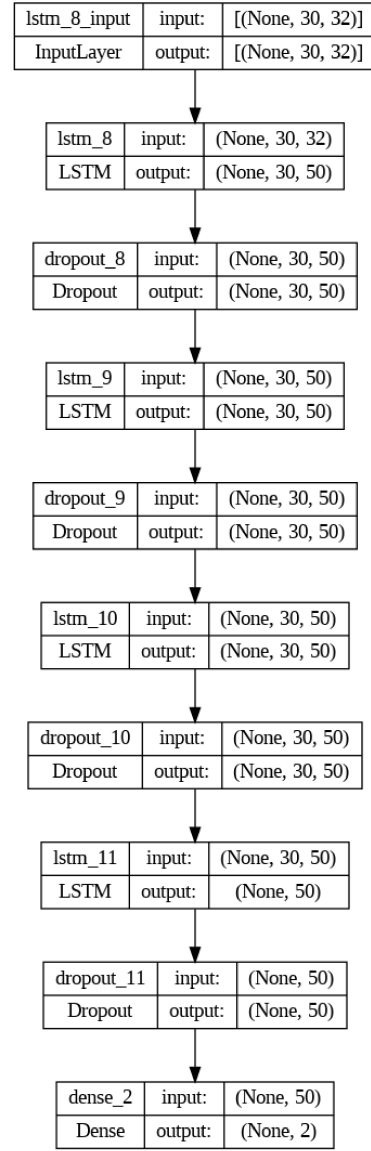 lstm_8_input input: [(None, 30, 32)]
InputLayer output: [(None, 30, 32)]
lstm_8 input: (None, 30, 32)
LSTM output: (None, 30, 50)
dropout_8 input: (None, 30, 50)
Dropout output: (None, 30, 50)
lstm_9 input: (None, 30, 50)
LSTM output: (None, 30, 50)
dropout_9 input: (None, 30, 50)
Dropout output: (None, 30, 50)
lstm_10 input: (None, 30, 50)
LSTM output: (None, 30, 50)
dropout_10 input: (None, 30, 50)
Dropout output: (None, 30, 50)
lstm_11 input: (None, 30, 50)
LSTM output: (None, 50)
dropout_11 input: (None, 50)
Dropout output: (None, 50)
dense_2 input: (None, 50)
Dense output: (None, 2)